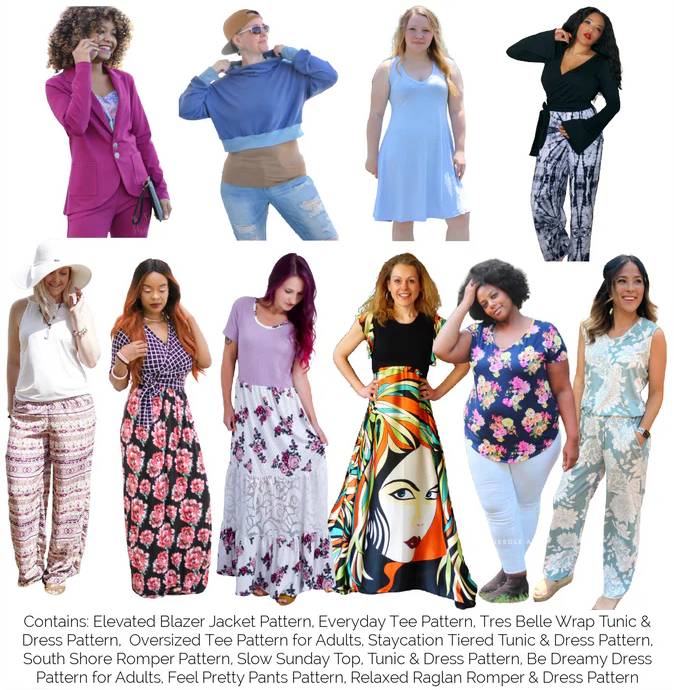 NEEDLE A
Contains: Elevated Blazer Jacket Pattern, Everyday Tee Pattern, Tres Belle Wrap Tunic &
Dress Pattern,  Oversized Tee Pattern for Adults, Staycation Tiered Tunic & Dress Pattern,
South Shore Romper Pattern, Slow Sunday Top, Tunic & Dress Pattern, Be Dreamy Dress
Pattern for Adults, Feel Pretty Pants Pattern, Relaxed Raglan Romper & Dress Pattern